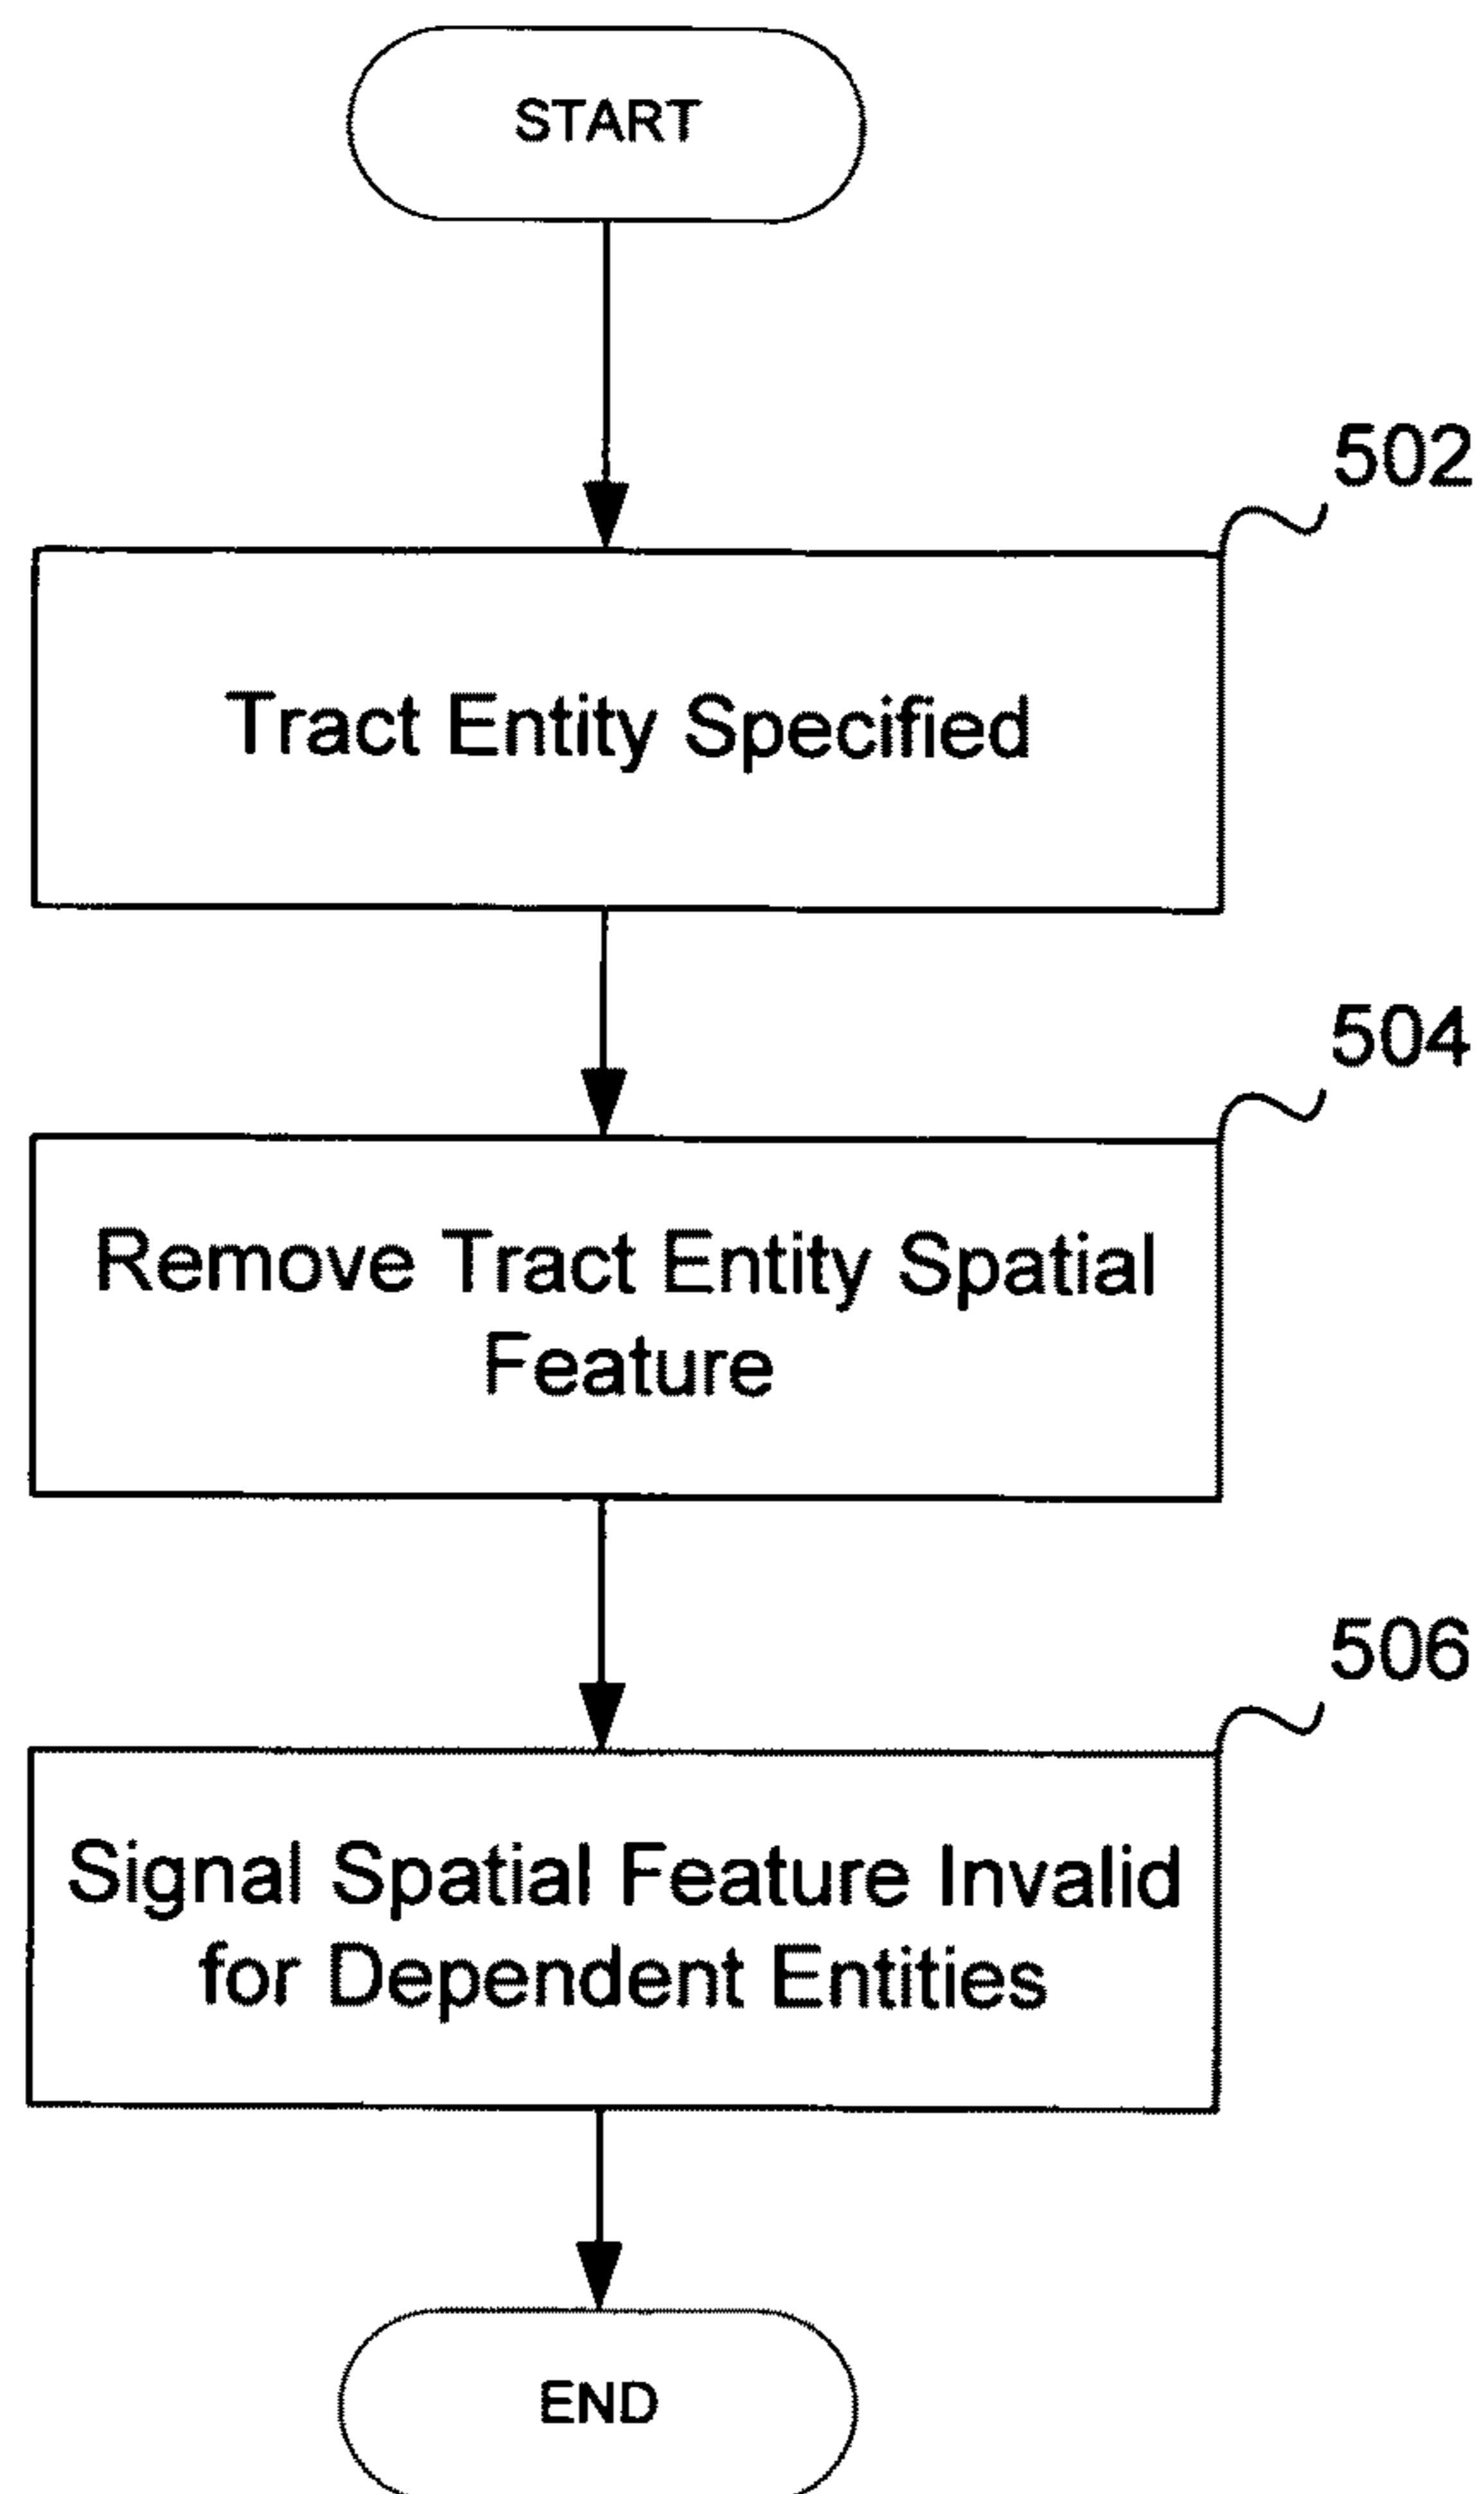 START
502
Tract Entity Specified
504
Remove Tract Entity Spatial
Feature
506
Signal Spatial Feature Invalid
for Dependent Entities
END